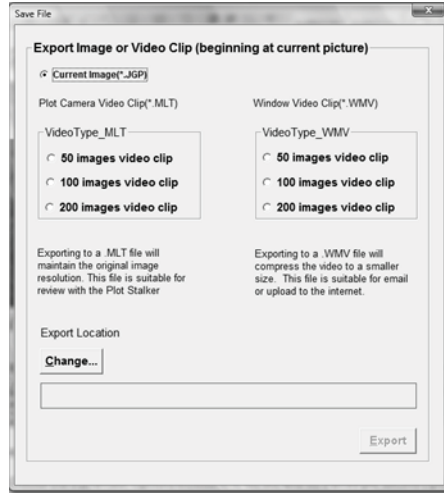 Save File
x
Export Image or Video Clip (beginning at current picture)
Current Image(*.JGP)
Plot Camera Video Clip(*.MLT)
Window Video Clip(*.WMV)
VideoType_MLT
VideoType_WMV
50 images video clip
50 images video clip
100 images video clip
100 images video clip
200 images video clip
200 images video clip
Exporting to a .MLT file will
maintain the original image
resolution. This file is suitable for
review with the Plot Stalker
Exporting to a .WMV file will
compress the video to a smaller
size. This file is suitable for email
or upload to the internet.
Export Location
Change...
Export